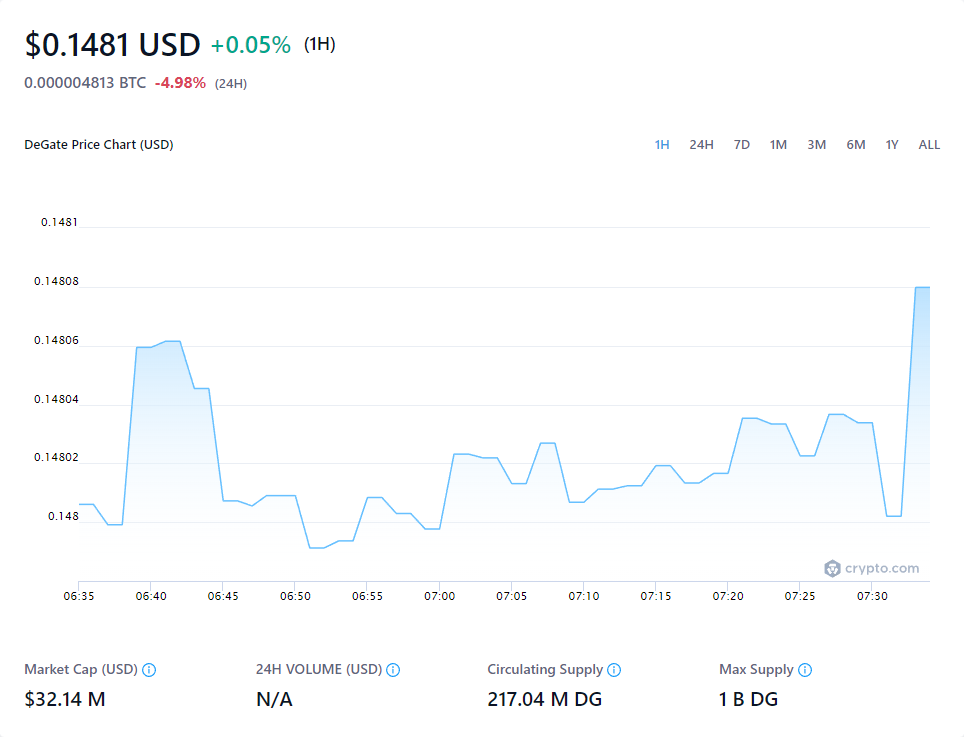 $0.1481 USD +0.05% (1H)
0.000004813 BTC -4.98% (24H)
DeGate Price Chart (USD)
1H 24H 7D 1M 3M 6M 1Y ALL
0.1481
0.14808
0.14806
0.14804
0.14802
0.148
crypto.com
06:35 06:40 06:45 06:50 06:55 07:00 07:05 07:10 07:15 07:20 07:25 07:30
Market Cap (USD) 24H VOLUME (USD) Circulating Supply Max Supply
$32.14 M N/A 217.04 M DG 1 B DG